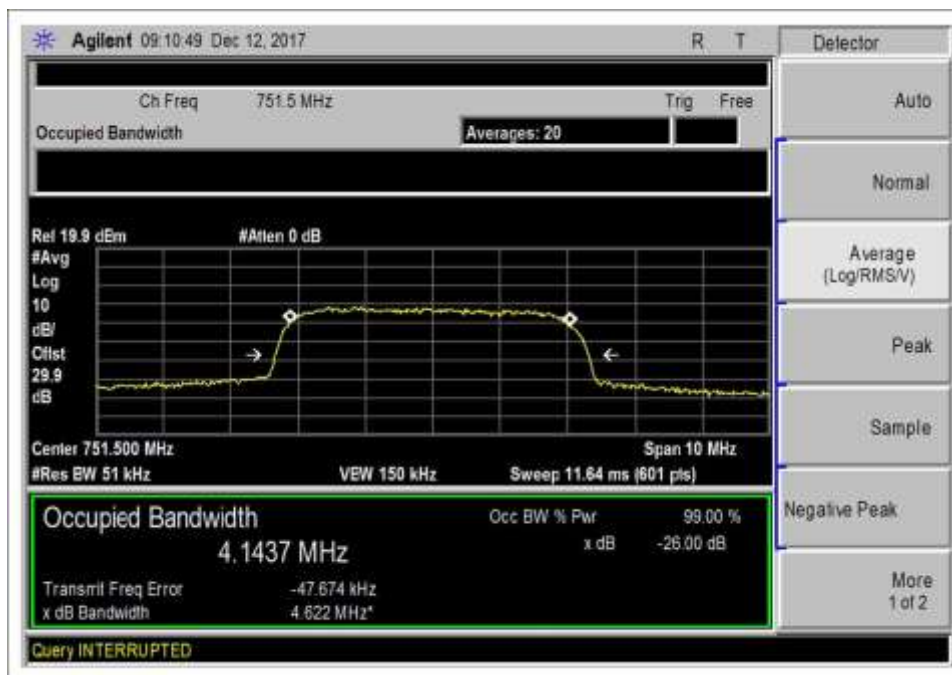 Agilent 09:10:49 Dec 12, 2017 R T
Detector
Ch Freq 751.5 MHz Trig Free
Occupied Bandwidth Averages: 20
Auto
Normal
Average
(Log/RMS/V)
Peak
Sample
Negative Peak
More
1 of 2
Ref 19.9 dBm #Atten 0 dB
#Avg
Log
10
dB/
Offst
29.9
dB
Center 751.500 MHz Span 10 MHz
#Res BW 51 kHz VBW 150 kHz Sweep 11.64 ms (601 pts)
Occupied Bandwidth Occ BW % Pwr 99.00 %
4.1437 MHz x dB -26.00 dB
Transmit Freq Error -47.674 kHz
x dB Bandwidth 4.622 MHz*
Query INTERRUPTED